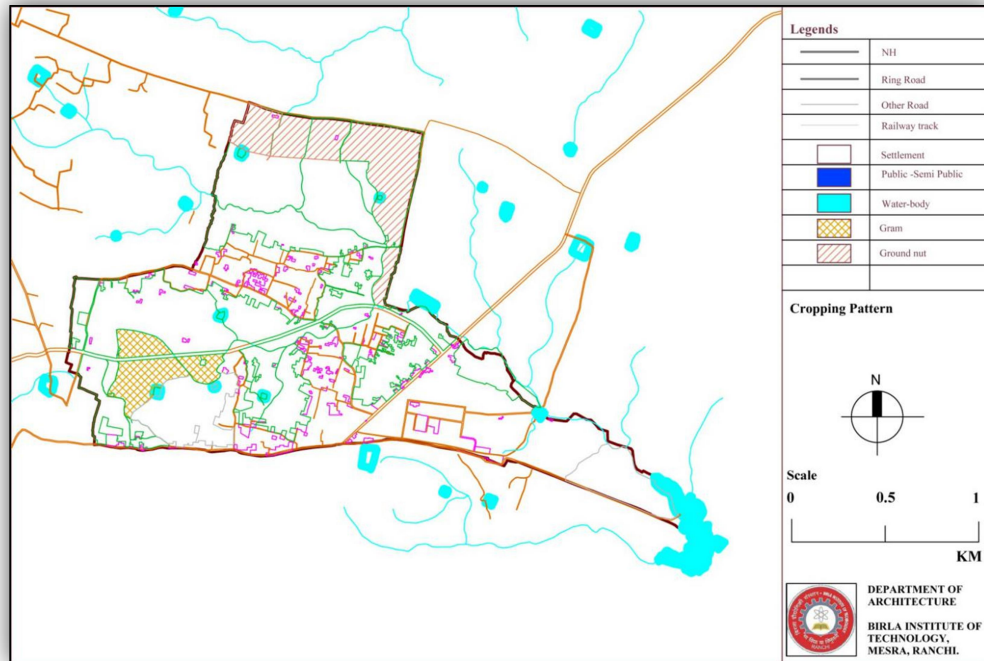 Legends
NH
Ring Road
Other Road
Railway track
Settlement
Public -Semi Public
Water-body
Gram
Ground nut
Cropping Pattern
N
Scale
0 0.5 1
KM
DEPARTMENT OF
ARCHITECTURE
BIRLA INSTITUTE OF
TECHNOLOGY,
MESRA, RANCHI.